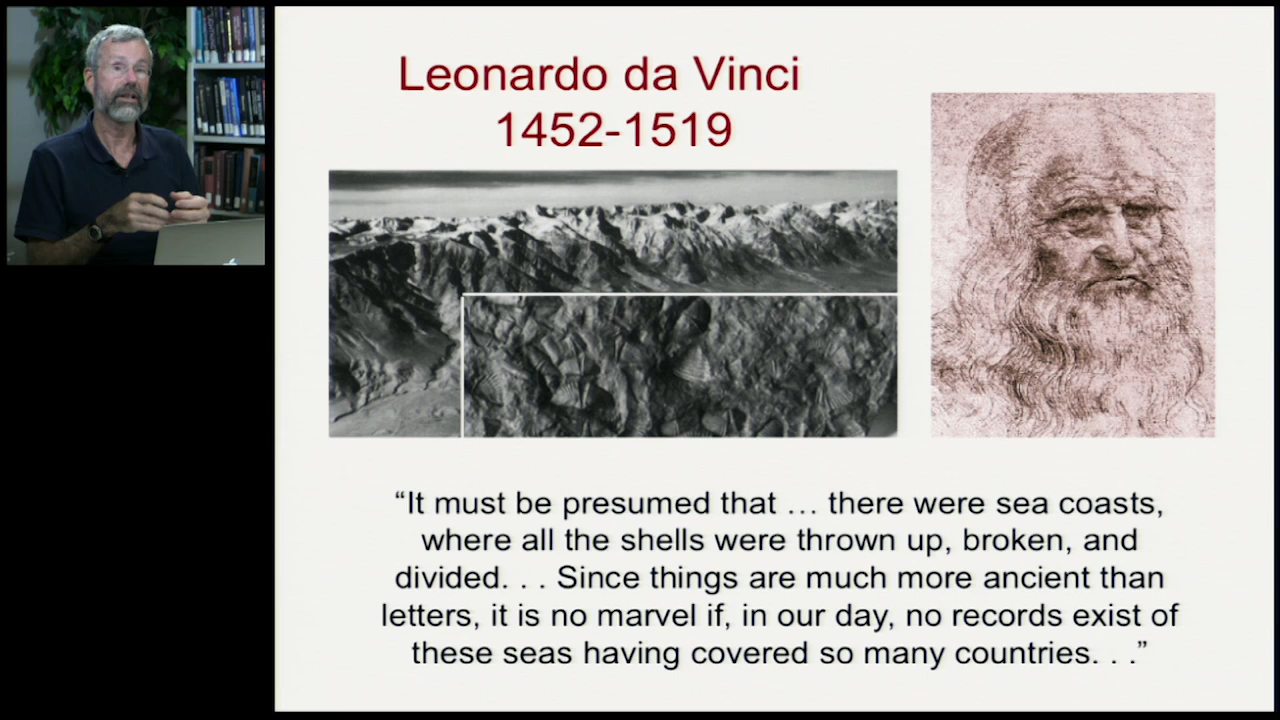 Leonardo da Vinci
1452-1519
“It must be presumed that … there were sea coasts,
where all the shells were thrown up, broken, and
divided. . . Since things are much more ancient than
letters, it is no marvel if, in our day, no records exist of
these seas having covered so many countries. . .”